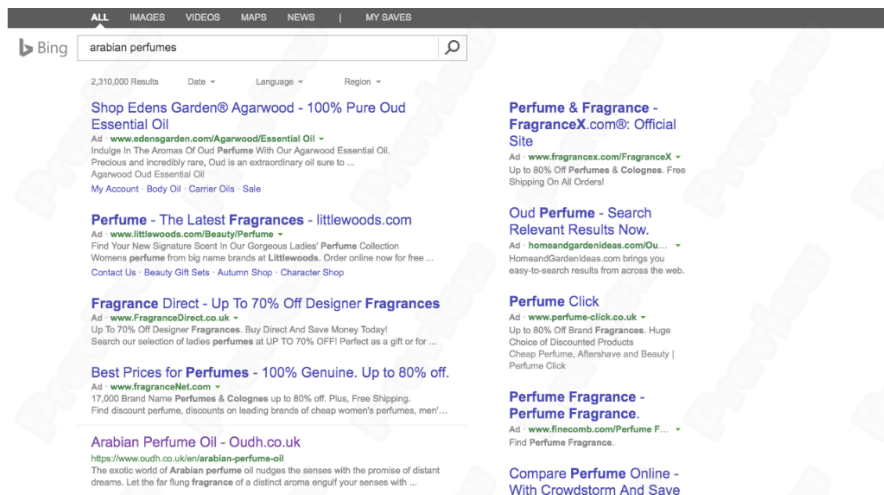 ALL IMAGES VIDEOS MAPS NEWS | MY SAVES
Bing
arabian perfumes
2,310,000 Results Date Language Region
Shop Edens Garden® Agarwood - 100% Pure Oud
Essential Oil
Ad · www.edensgarden.com/Agarwood/Essential Oil
Indulge In The Aromas Of Oud Perfume With Our Agarwood Essential Oil.
Precious and incredibly rare, Oud is an extraordinary oil sure to ...
Agarwood Oud Essential Oil
My Account · Body Oil · Carrier Oils · Sale
Perfume - The Latest Fragrances - littlewoods.com
Ad · www.littlewoods.com/Beauty/Perfume
Find Your New Signature Scent In Our Gorgeous Ladies' Perfume Collection
Womens perfume from big name brands at Littlewoods. Order online now for free ...
Contact Us · Beauty Gift Sets · Autumn Shop · Character Shop
Fragrance Direct - Up To 70% Off Designer Fragrances
Ad · www.FragranceDirect.co.uk
Up To 70% Off Designer Fragrances. Buy Direct And Save Money Today!
Search our selection of ladies perfumes at UP TO 70% OFF! Perfect as a gift or for ...
Best Prices for Perfumes - 100% Genuine. Up to 80% off.
Ad · www.fragranceNet.com
17,000 Brand Name Perfumes & Colognes up to 80% off. Plus, Free Shipping.
Find discount perfume, discounts on leading brands of cheap women's perfumes, men'...
Arabian Perfume Oil - Oudh.co.uk
https://www.oudh.co.uk/en/arabian-perfume-oil
The exotic world of Arabian perfume oil nudges the senses with the promise of distant
dreams. Let the far flung fragrance of a distinct aroma engulf your senses with ...
Perfume & Fragrance -
FragranceX.com®: Official
Site
Ad · www.fragrancex.com/FragranceX
Up to 80% Off Perfumes & Colognes. Free
Shipping On All Orders!
Oud Perfume - Search
Relevant Results Now.
Ad · homeandgardenideas.com/Ou...
HomeandGardenIdeas.com brings you
easy-to-search results from across the web.
Perfume Click
Ad · www.perfume-click.co.uk
Up to 80% Off Brand Fragrances. Huge
Choice of Discounted Products
Cheap Perfume, Aftershave and Beauty |
Perfume Click
Perfume Fragrance -
Perfume Fragrance.
Ad · www.finecomb.com/Perfume F...
Find Perfume Fragrance.
Compare Perfume Online -
With Crowdstorm And Save